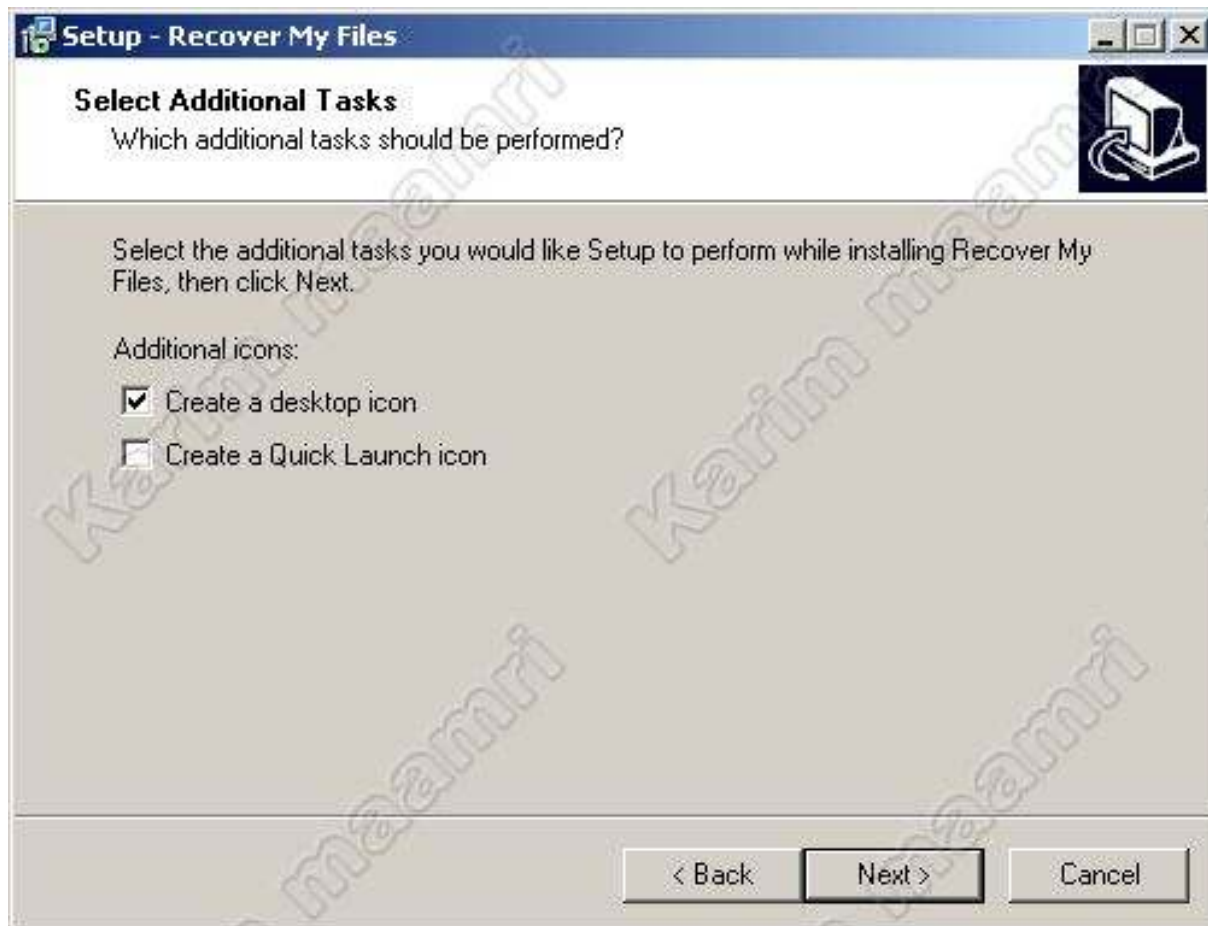 Setup - Recover My Files
Select Additional Tasks
Which additional tasks should be performed?
Select the additional tasks you would like Setup to perform while installing Recover My
Files, then click Next.
Additional icons:
Create a desktop icon
Create a Quick Launch icon
< Back
Next >
Cancel
Karim maamri
Karim maamri
maamri
maamri